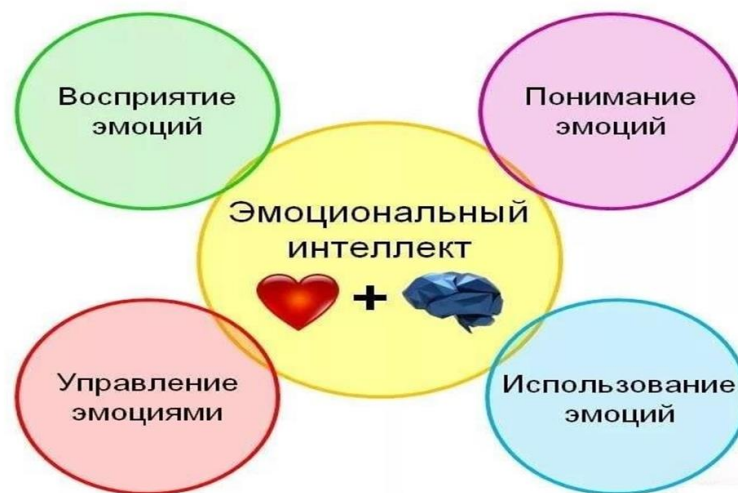 Восприятие
эмоций
Понимание
эмоций
Эмоциональный
интеллект
+
Управление
эмоциями
Использование
эмоций